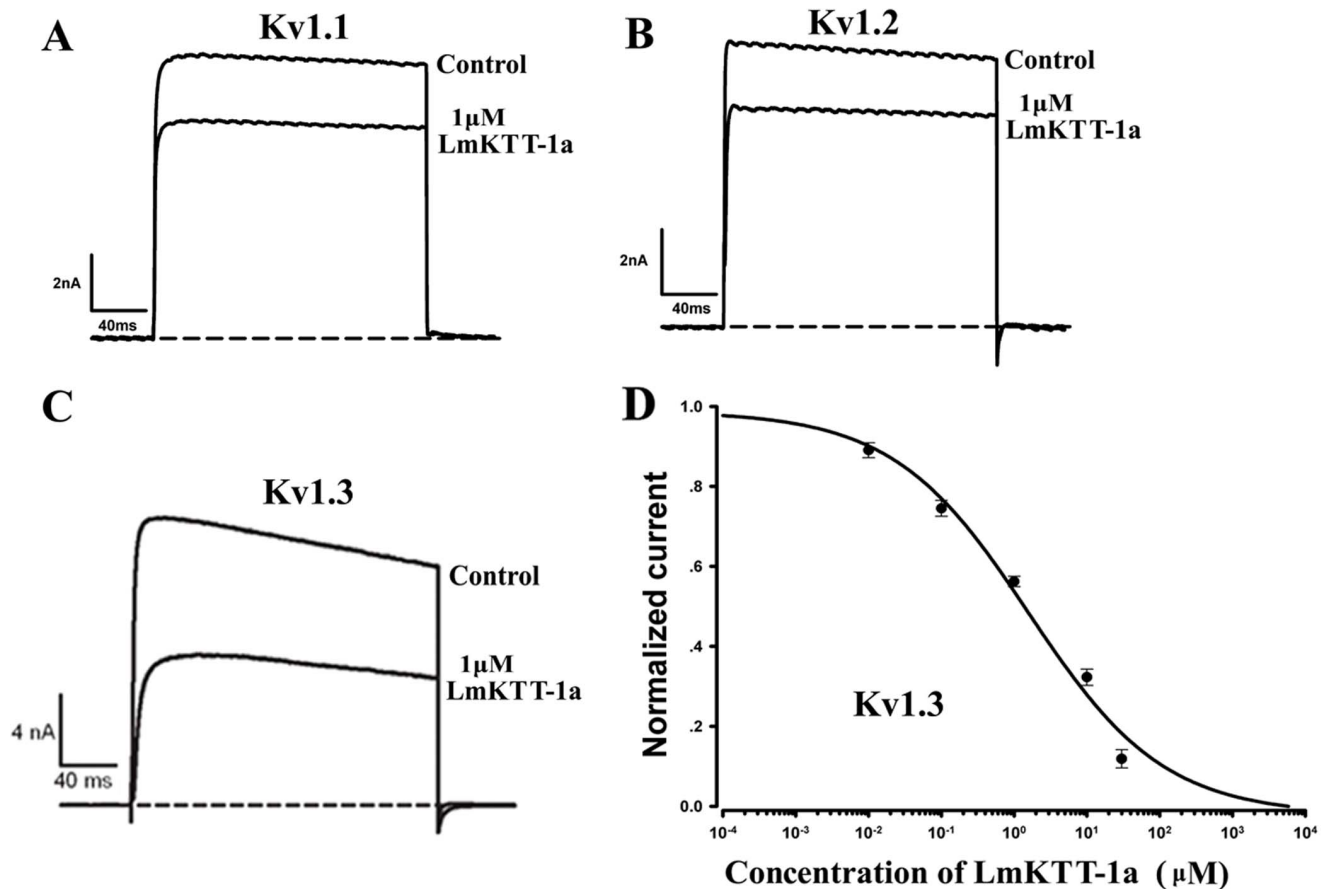 A
Kv1.1
Control
1μM
LmKTT-1a
2nA
40ms
B
Kv1.2
Control
1μM
LmKTT-1a
2nA
40ms
C
Kv1.3
Control
1μM
LmKTT-1a
4 nA
40 ms
D
Normalized current
1.0
.8
.6
.4
.2
0.0
Kv1.3
10⁻⁴ 10⁻³ 10⁻² 10⁻¹ 10⁰ 10¹ 10² 10³ 10⁴
Concentration of LmKTT-1a (μM)